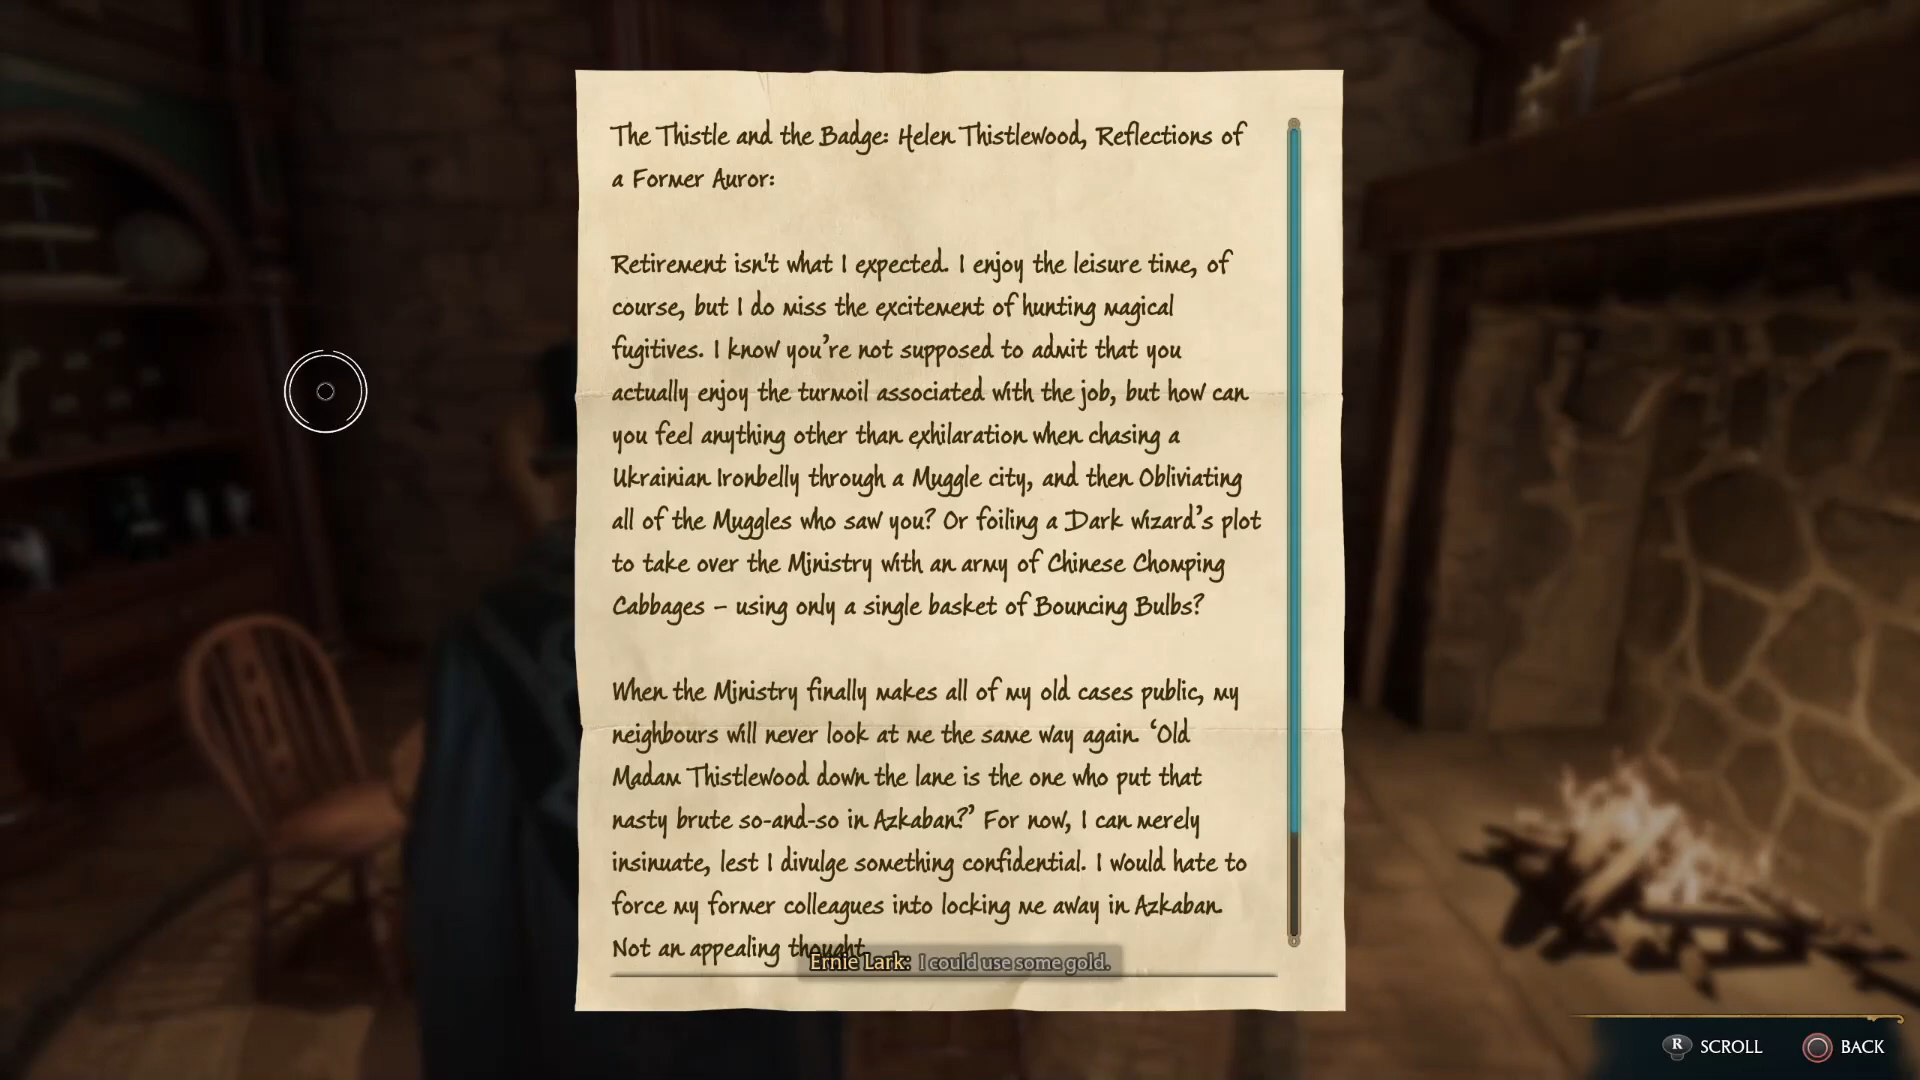 The Thistle and the Badge: Helen Thistlewood, Reflections of
a Former Auror:
Retirement isn't what I expected. I enjoy the leisure time, of
course, but I do miss the excitement of hunting magical
fugitives. I know you’re not supposed to admit that you
actually enjoy the turmoil associated with the job, but how can
you feel anything other than exhilaration when chasing a
Ukrainian Ironbelly through a Muggle city, and then Obliviating
all of the Muggles who saw you? Or foiling a Dark wizard’s plot
to take over the Ministry with an army of Chinese Chomping
Cabbages – using only a single basket of Bouncing Bulbs?
When the Ministry finally makes all of my old cases public, my
neighbours will never look at me the same way again. ‘Old
Madam Thistlewood down the lane is the one who put that
nasty brute so-and-so in Azkaban?’ For now, I can merely
insinuate, lest I divulge something confidential. I would hate to
force my former colleagues into locking me away in Azkaban.
Not an appealing thought.
Ernie Lark: I could use some gold.
R SCROLL BACK